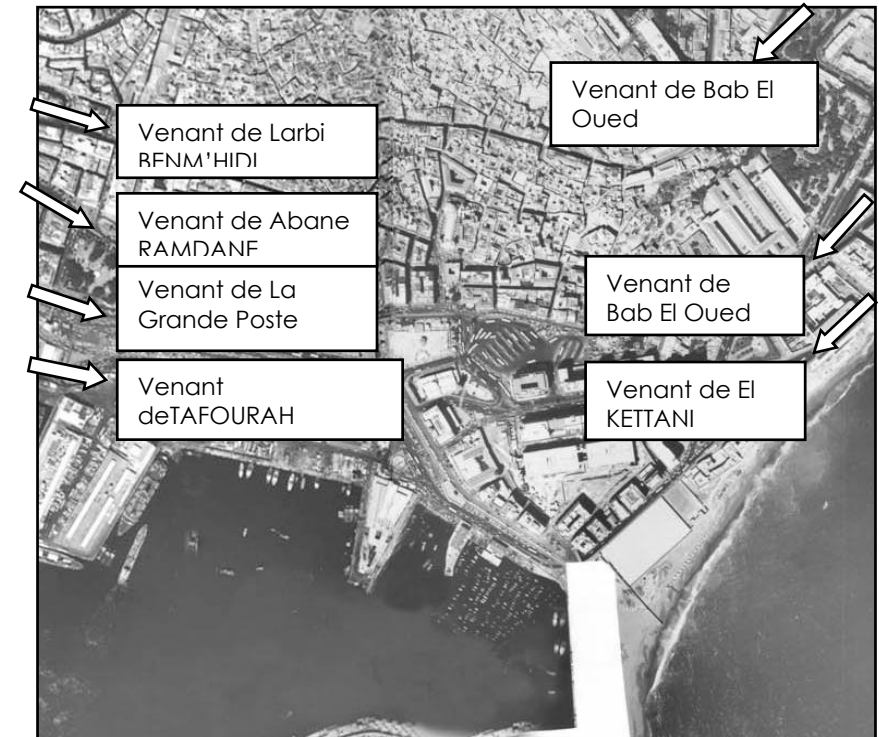 Venant de Bab El
Oued
Venant de Larbi
BENM'HIDI
Venant de Abane
RAMDANE
Venant de La
Grande Poste
Venant de
Bab El Oued
Venant
deTAFOURAH
Venant de El
KETTANI